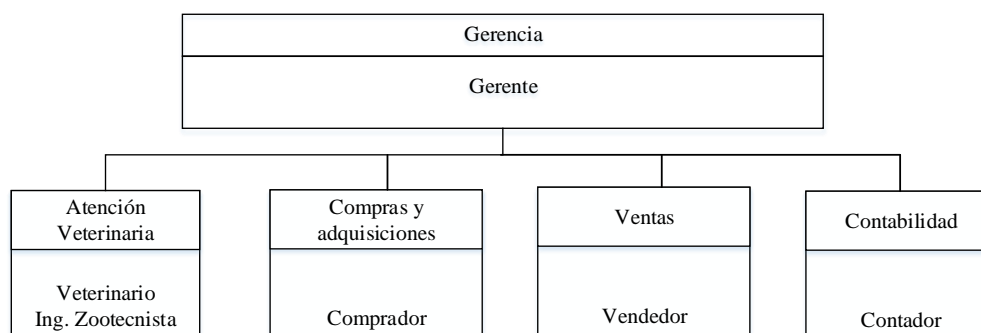 Gerencia
Gerente
Atención
Veterinaria
Veterinario
Ing. Zootecnista
Compras y
adquisiciones
Comprador
Ventas
Vendedor
Contabilidad
Contador